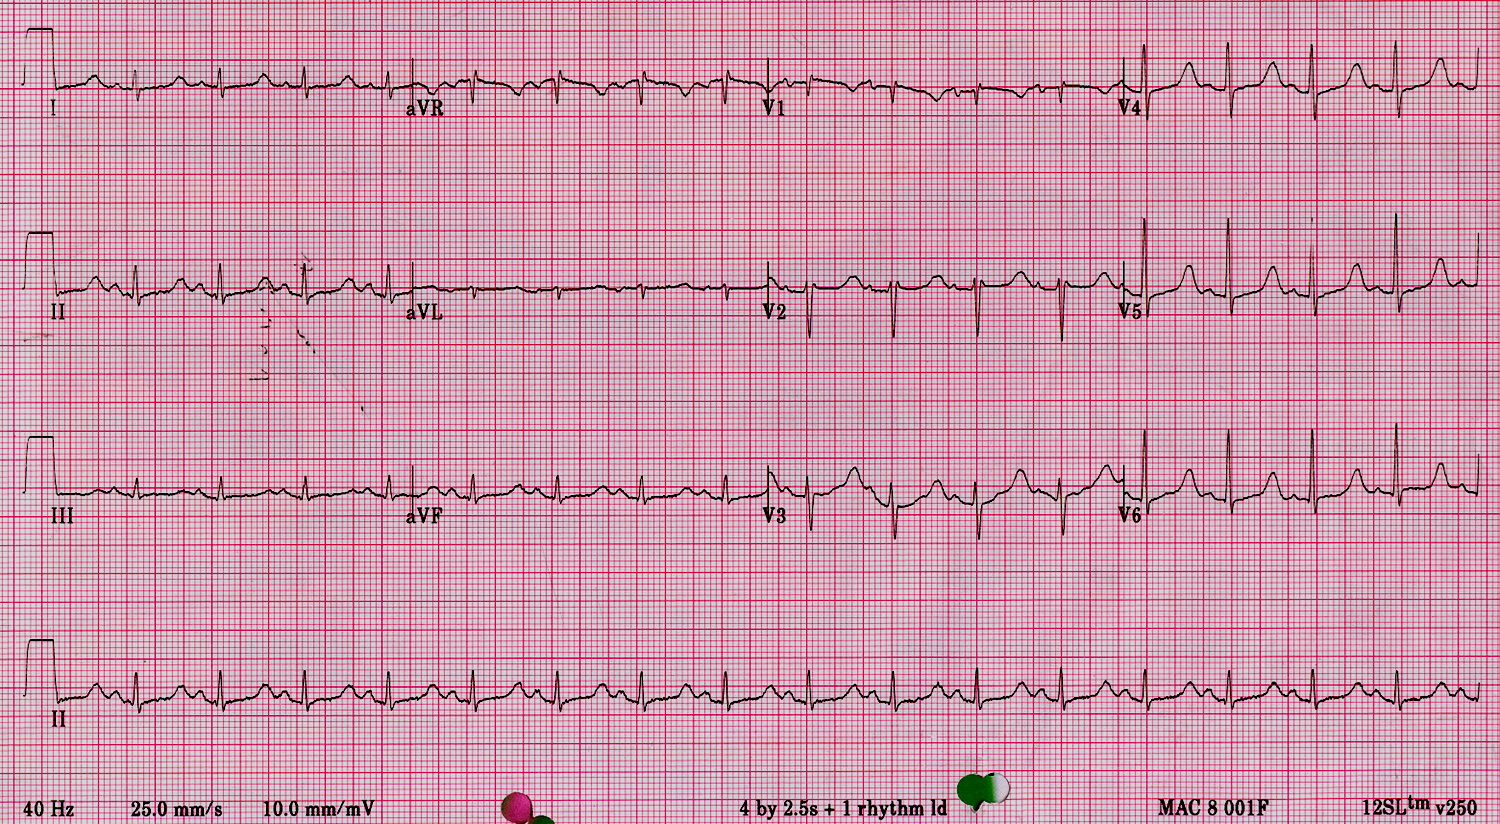 I aVR V1 V4
II aVL V2 V5
III aVF V3 V6
II
40 Hz 25.0 mm/s 10.0 mm/mV 4 by 2.5s + 1 rhythm ld MAC 8 001F 12SL™ v250